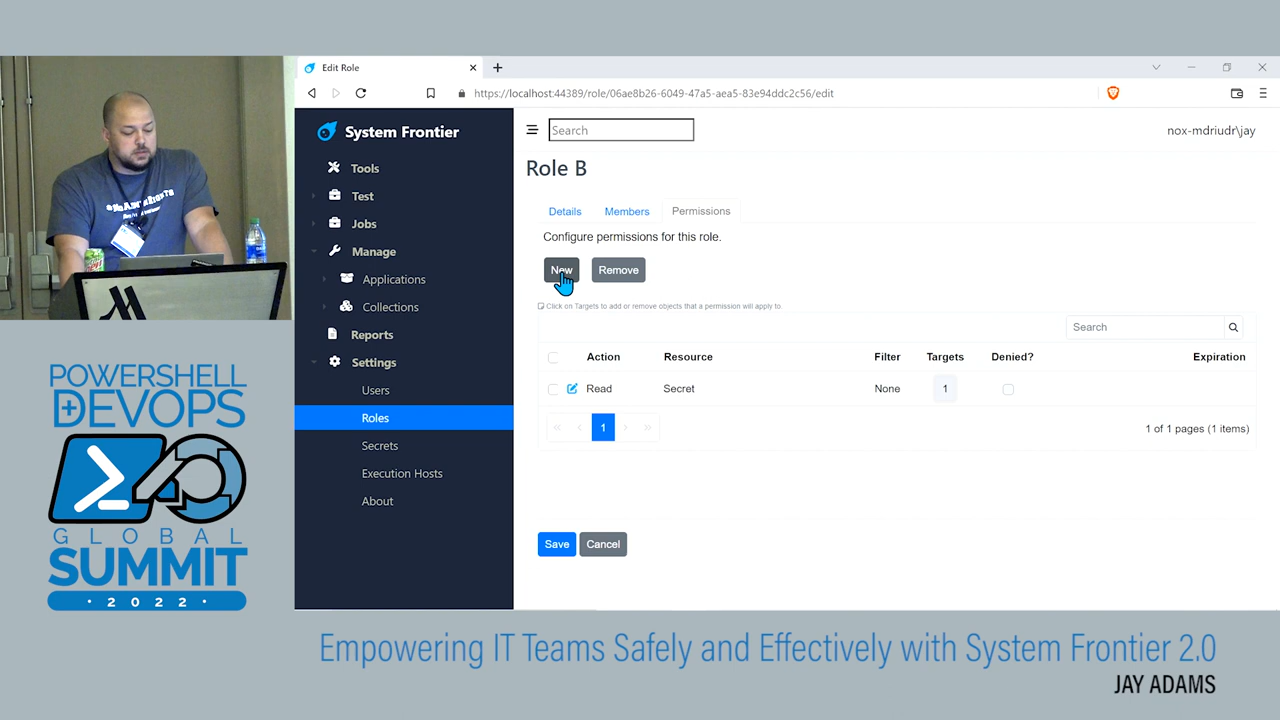 Edit Role
https://localhost:44389/role/06ae8b26-6049-47a5-aea5-83e94ddc2c56/edit
System Frontier
Search
nox-mdriudr\jay
Tools
Test
Jobs
Manage
Applications
Collections
Reports
Settings
Users
Roles
Secrets
Execution Hosts
About
Role B
Details Members Permissions
Configure permissions for this role.
New Remove
Click on Targets to add or remove objects that a permission will apply to.
Search
Action Resource Filter Targets Denied? Expiration
Read Secret None 1
« ‹ 1 › »
1 of 1 pages (1 items)
Save Cancel
POWERSHELL
DEVOPS
GLOBAL
SUMMIT
· 2022 ·
Empowering IT Teams Safely and Effectively with System Frontier 2.0
JAY ADAMS